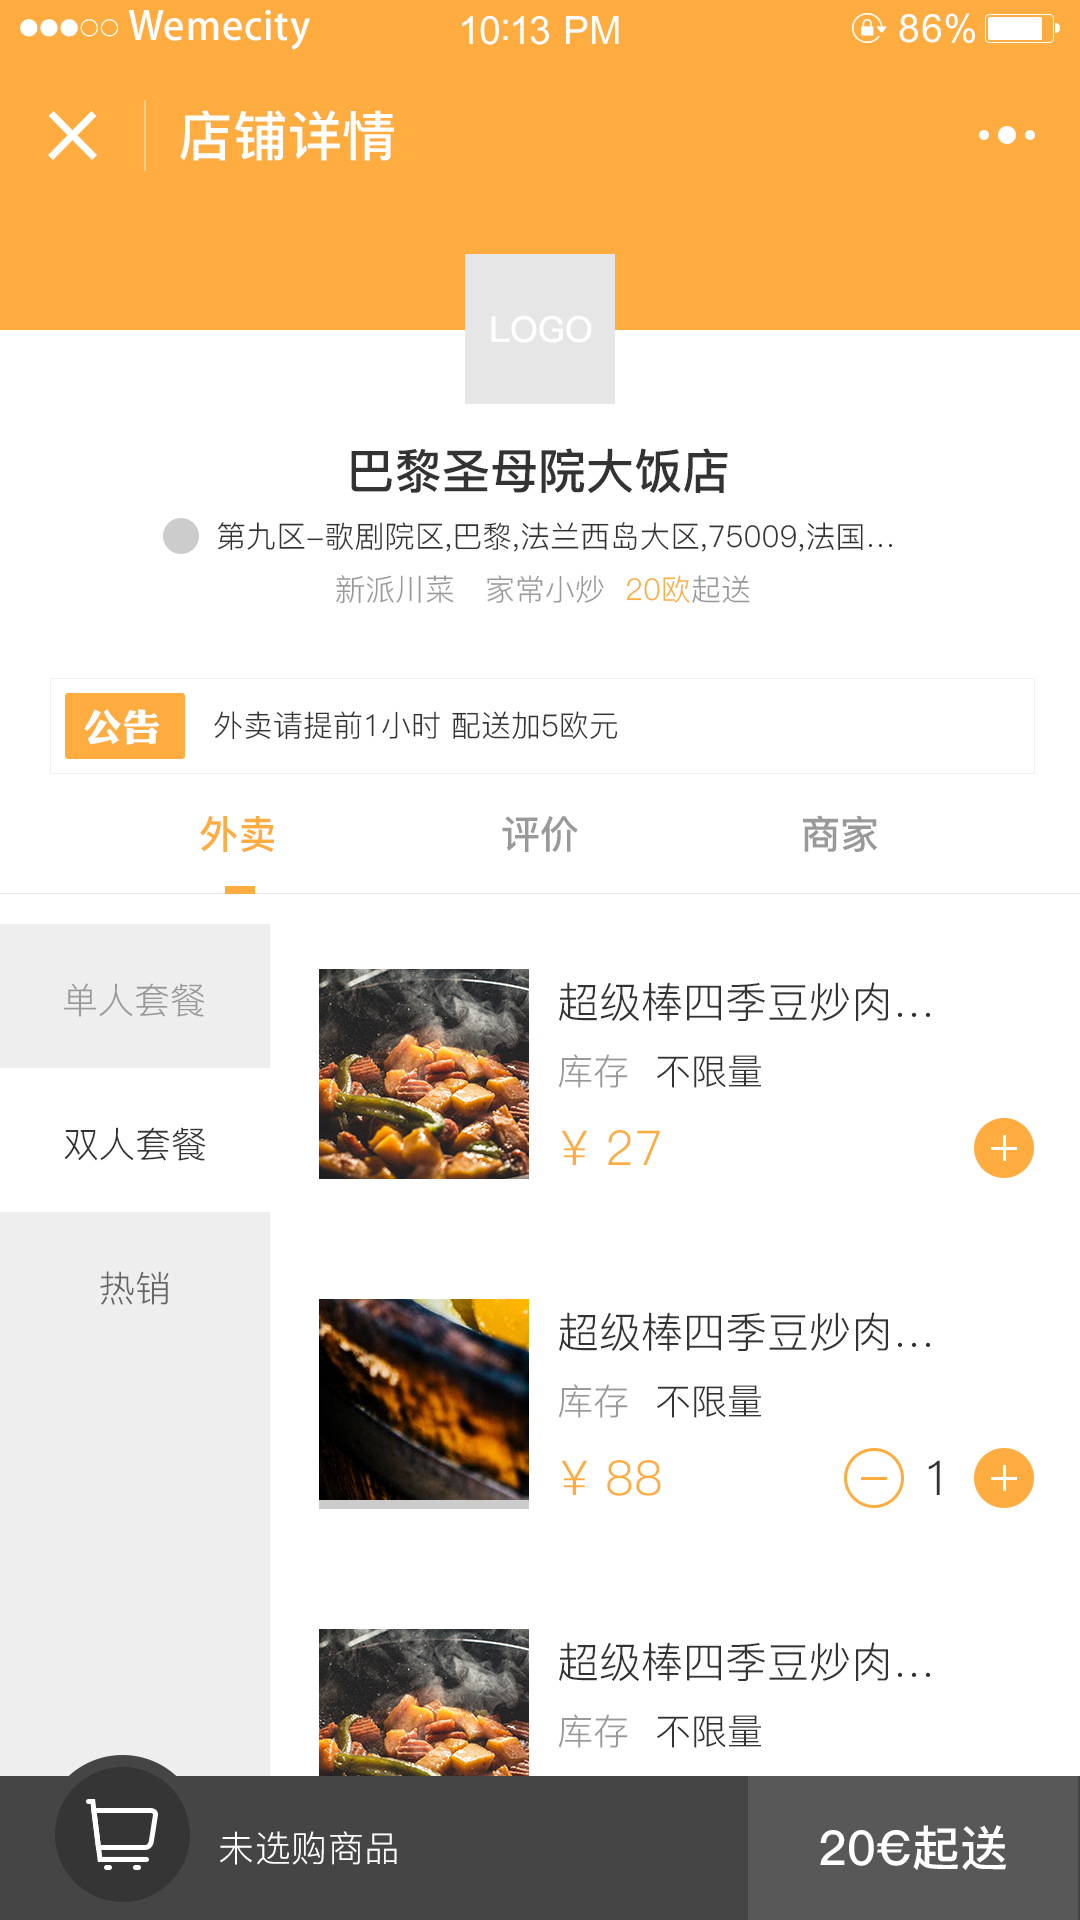 Wemecity 10:13 PM 86%
店铺详情
LOGO
巴黎圣母院大饭店
第九区–歌剧院区,巴黎,法兰西岛大区,75009,法国...
新派川菜 家常小炒 20欧起送
公告 外卖请提前1小时 配送加5欧元
外卖 评价 商家
单人套餐
双人套餐
热销
超级棒四季豆炒肉...
库存 不限量
¥ 27
超级棒四季豆炒肉...
库存 不限量
¥ 88 1
超级棒四季豆炒肉...
库存 不限量
未选购商品 20€起送